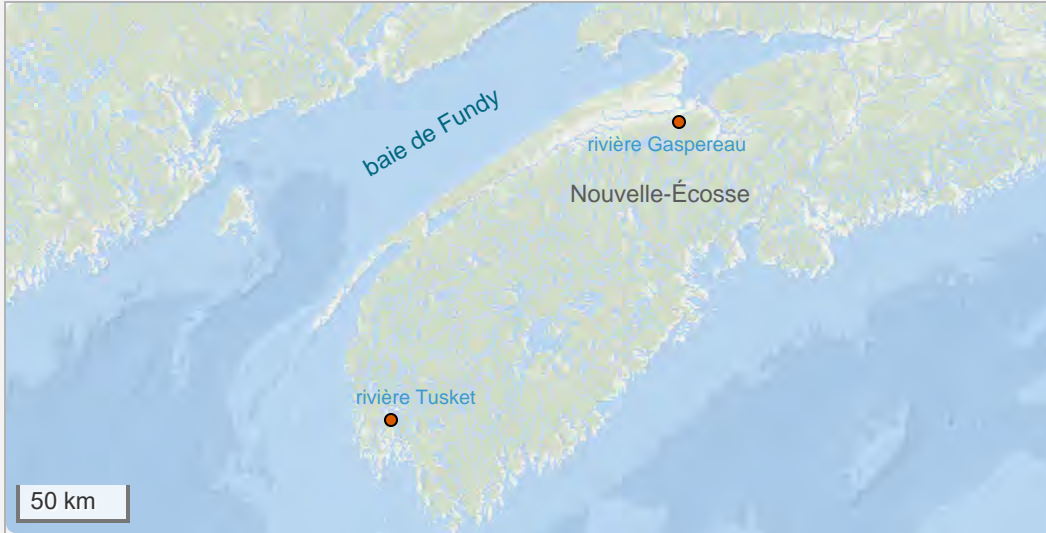 baie de Fundy
rivière Gaspereau
Nouvelle-Écosse
rivière Tusket
50 km